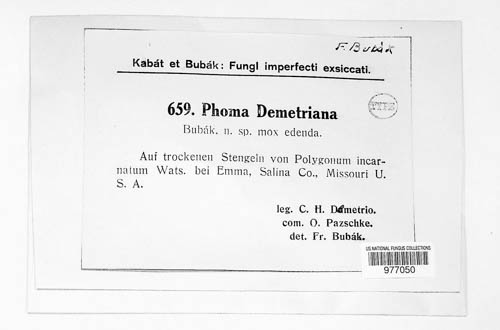 F. Bubák
Kabát et Bubák: Fungi imperfecti exsiccati.
659. Phoma Demetriana
TYPE
Bubák. n. sp. mox edenda.
Auf trockenen Stengeln von Polygonum incar-
natum Wats. bei Emma, Salina Co., Missouri U.
S. A.
leg. C. H. Demetrio.
com. O. Pazschke.
det. Fr. Bubák.
US NATIONAL FUNGUS COLLECTIONS
977050